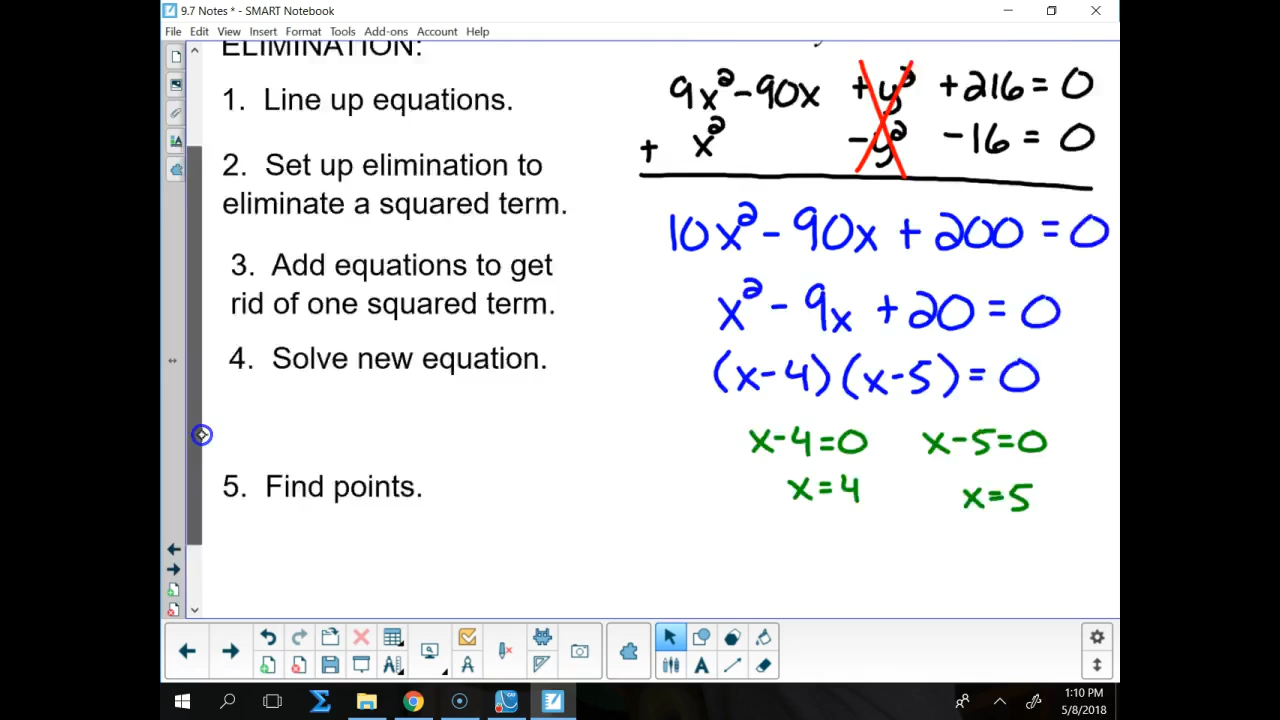 9.7 Notes * - SMART Notebook
File Edit View Insert Format Tools Add-ons Account Help
ELIMINATION:
1. Line up equations.
2. Set up elimination to
eliminate a squared term.
3. Add equations to get
rid of one squared term.
4. Solve new equation.
5. Find points.
9x² - 90x + y² + 216 = 0
+ x² - y² - 16 = 0
10x² - 90x + 200 = 0
x² - 9x + 20 = 0
(x - 4)(x - 5) = 0
x - 4 = 0 x - 5 = 0
x = 4 x = 5
1:10 PM
5/8/2018